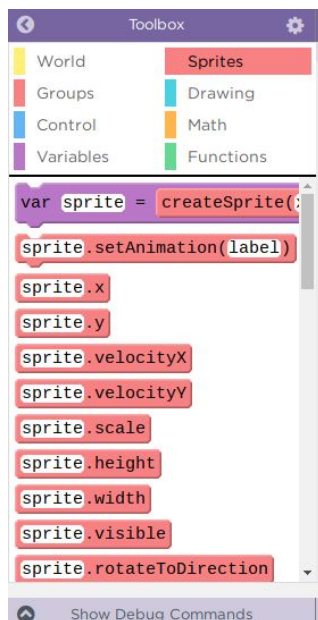 Toolbox
World Sprites
Groups Drawing
Control Math
Variables Functions
var sprite = createSprite(
sprite.setAnimation(label)
sprite.x
sprite.y
sprite.velocityX
sprite.velocityY
sprite.scale
sprite.height
sprite.width
sprite.visible
sprite.rotateToDirection
Show Debug Commands